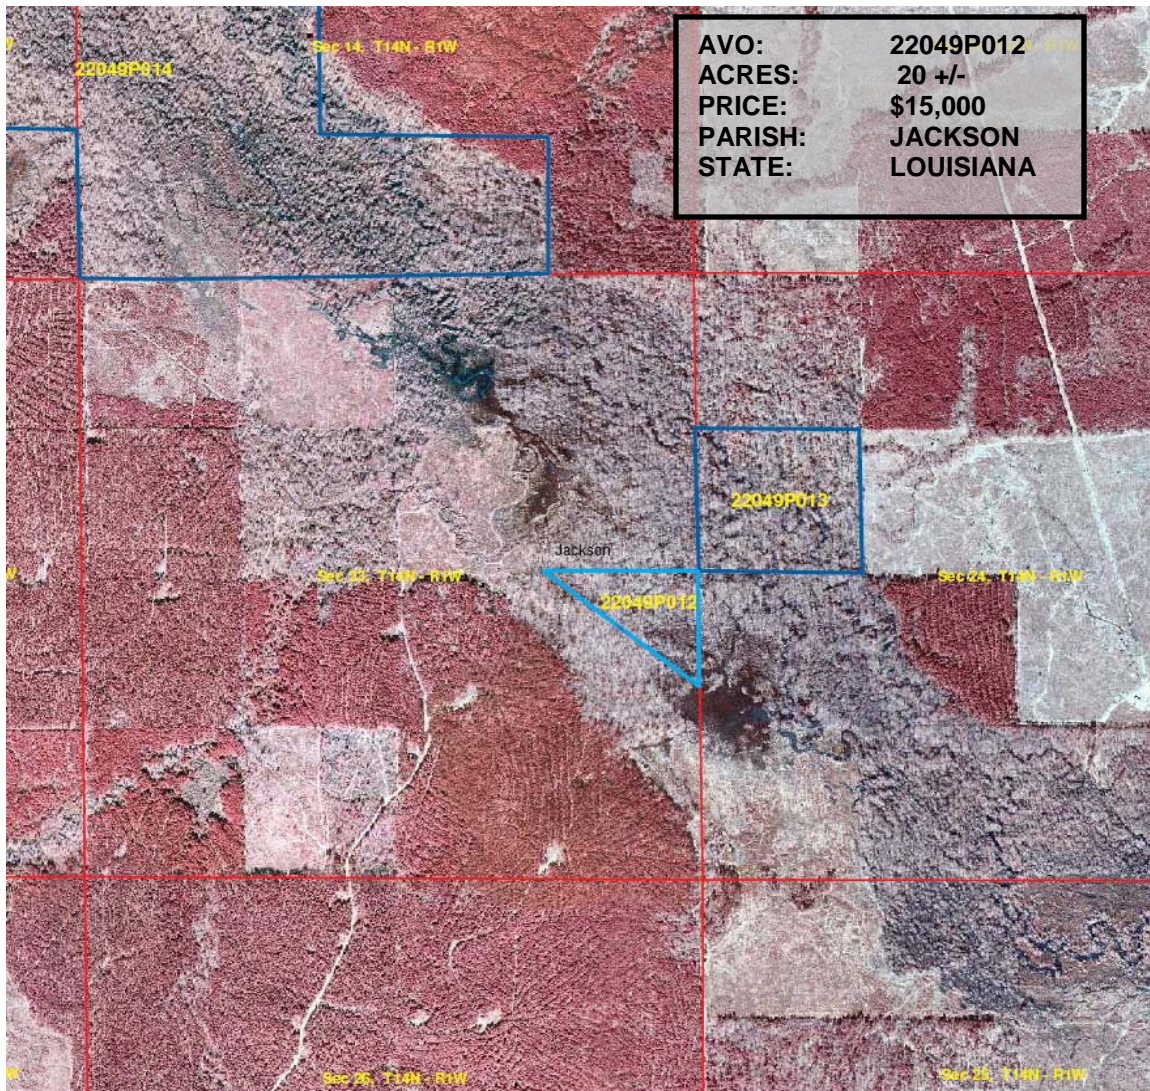 Sec 14, T14N - R1W
22049P014
AVO: 22049P012
ACRES: 20 +/-
PRICE: $15,000
PARISH: JACKSON
STATE: LOUISIANA
22049P013
Jackson
Sec 23, T14N - R1W
Sec 24, T14N - R1W
22049P012
Sec 26, T14N - R1W
Sec 25, T14N - R1W